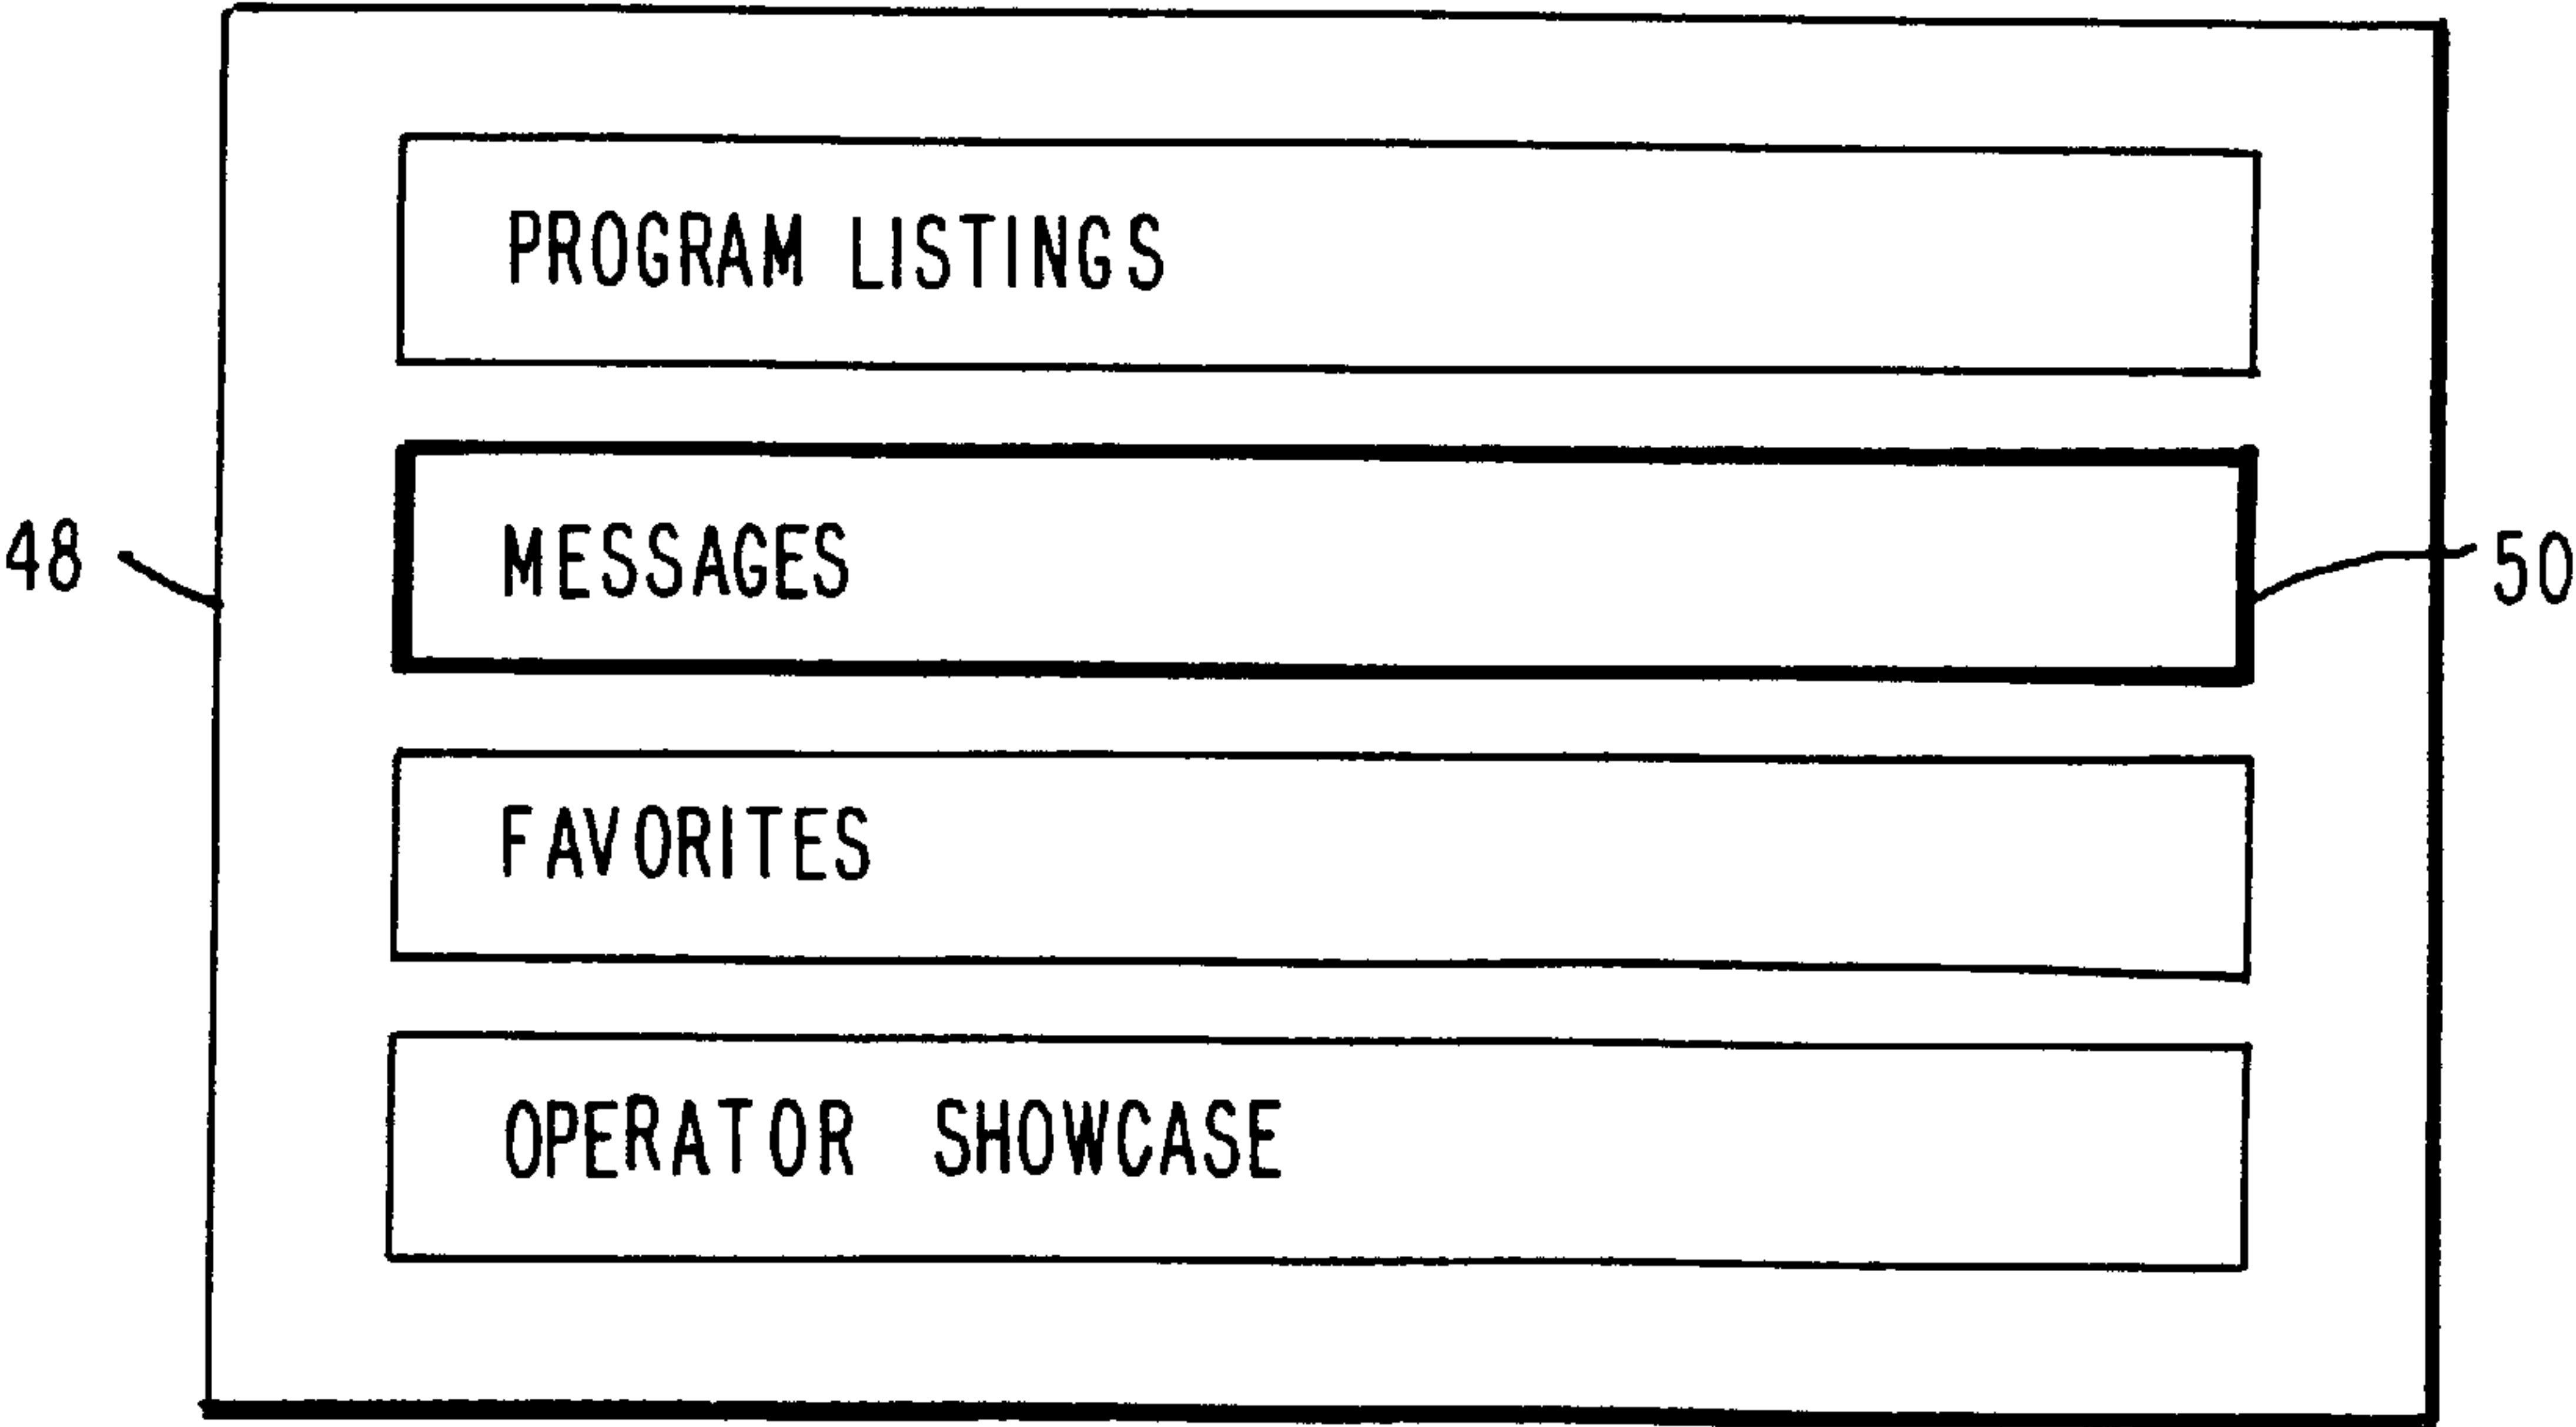 PROGRAM LISTINGS
48 MESSAGES 50
FAVORITES
OPERATOR SHOWCASE